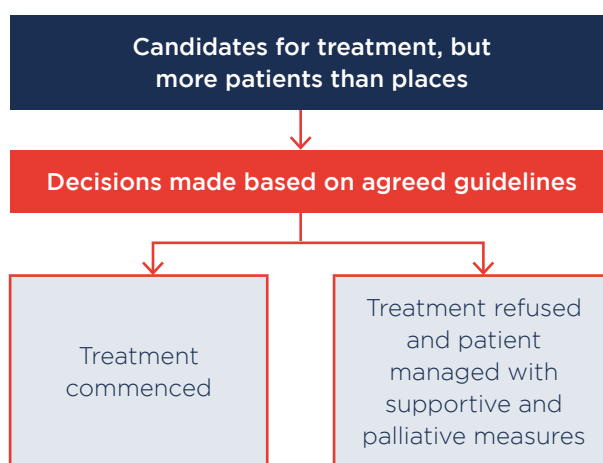 Candidates for treatment, but
more patients than places
Decisions made based on agreed guidelines
Treatment
commenced
Treatment refused
and patient
managed with
supportive and
palliative measures